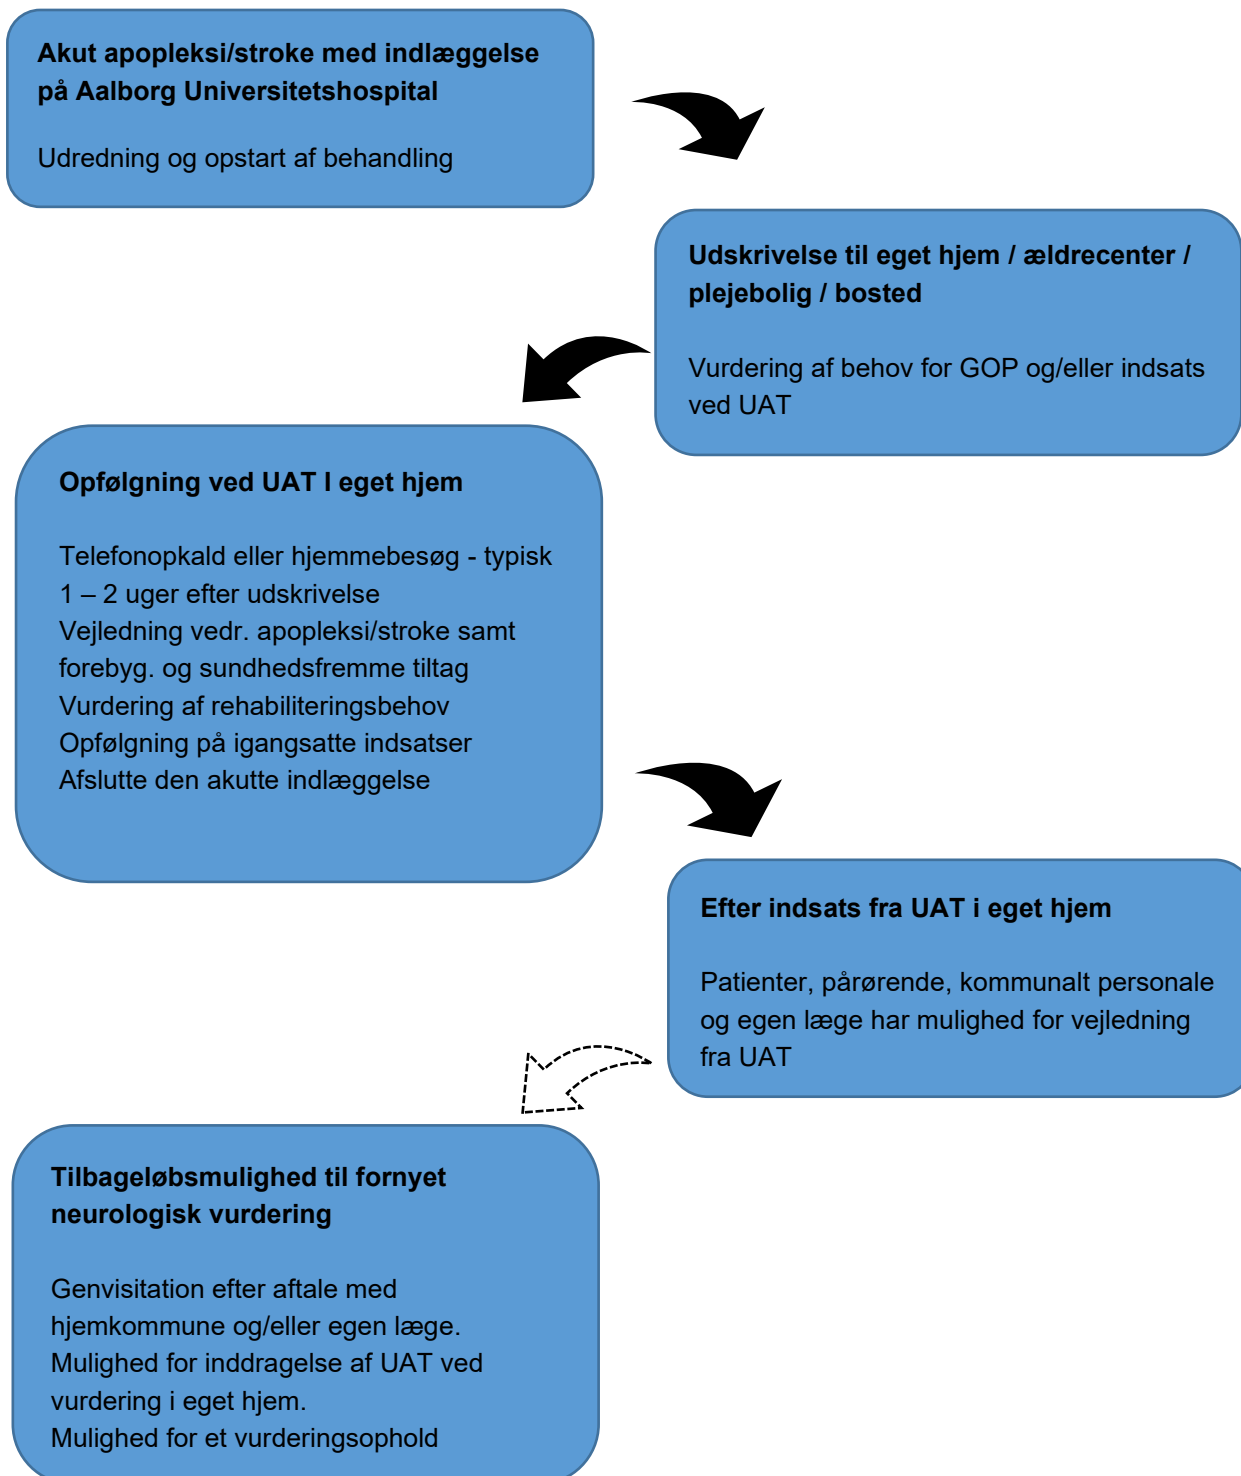 Akut apopleksi/stroke med indlæggelse
på Aalborg Universitetshospital
Udredning og opstart af behandling
Udskrivelse til eget hjem / ældrecenter /
plejebolig / bosted
Vurdering af behov for GOP og/eller indsats
ved UAT
Opfølgning ved UAT I eget hjem
Telefonopkald eller hjemmebesøg - typisk
1 – 2 uger efter udskrivelse
Vejledning vedr. apopleksi/stroke samt
forebyg. og sundhedsfremme tiltag
Vurdering af rehabiliteringsbehov
Opfølgning på igangsatte indsatser
Afslutte den akutte indlæggelse
Efter indsats fra UAT i eget hjem
Patienter, pårørende, kommunalt personale
og egen læge har mulighed for vejledning
fra UAT
Tilbageløbsmulighed til fornyet
neurologisk vurdering
Genvisitation efter aftale med
hjemkommune og/eller egen læge.
Mulighed for inddragelse af UAT ved
vurdering i eget hjem.
Mulighed for et vurderingsophold